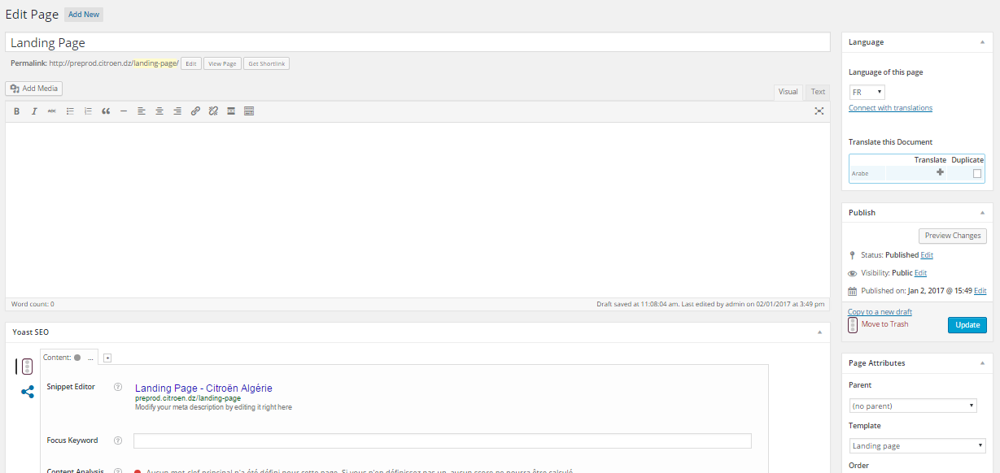 Edit Page Add New
Landing Page
Permalink: http://preprod.citroen.dz/landing-page/ Edit View Page Get Shortlink
Add Media
Visual Text
B I ABC
Word count: 0
Draft saved at 11:08:04 am. Last edited by admin on 02/01/2017 at 3:49 pm
Yoast SEO
Content: ... +
Snippet Editor ?
Landing Page - Citroën Algérie
preprod.citroen.dz/landing-page
Modify your meta description by editing it right here
Focus Keyword ?
Content Analysis ? Aucun mot-clef principal n'a été défini pour cette page. Si vous n'en définissez pas un, aucun score ne pourra être calculé.
Language
Language of this page
FR
Connect with translations
Translate this Document
Translate Duplicate
Arabe
Publish
Preview Changes
Status: Published Edit
Visibility: Public Edit
Published on: Jan 2, 2017 @ 15:49 Edit
Copy to a new draft
Move to Trash
Update
Page Attributes
Parent
(no parent)
Template
Landing page
Order